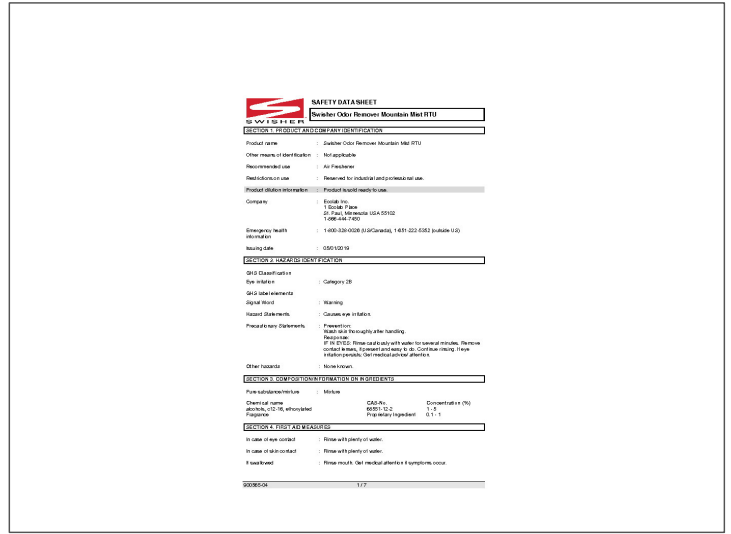 SAFETY DATA SHEET
Swisher Odor Remover Mountain Mist RTU
SWISHER
SECTION 1. PRODUCT AND COMPANY IDENTIFICATION
Product name : Swisher Odor Remover Mountain Mist RTU
Other means of identification : Not applicable
Recommended use : Air Freshener
Restrictions on use : Reserved for industrial and professional use.
Product dilution information : Product is sold ready to use.
Company : Ecolab Inc.
1 Ecolab Place
St. Paul, Minnesota USA 55102
1-866-444-7450
Emergency health : 1-800-328-0026 (US/Canada), 1-651-222-5352 (outside US)
information
Issuing date : 05/01/2019
SECTION 2. HAZARDS IDENTIFICATION
GHS Classification
Eye irritation : Category 2B
GHS label elements
Signal Word : Warning
Hazard Statements : Causes eye irritation.
Precautionary Statements : Prevention:
Wash skin thoroughly after handling.
Response:
IF IN EYES: Rinse cautiously with water for several minutes. Remove
contact lenses, if present and easy to do. Continue rinsing. If eye
irritation persists: Get medical advice/ attention.
Other hazards : None known.
SECTION 3. COMPOSITION/INFORMATION ON INGREDIENTS
Pure substance/mixture : Mixture
Chemical name CAS-No. Concentration (%)
alcohols, c12-16, ethoxylated 68551-12-2 1 - 5
Fragrance Proprietary Ingredient 0.1 - 1
SECTION 4. FIRST AID MEASURES
In case of eye contact : Rinse with plenty of water.
In case of skin contact : Rinse with plenty of water.
If swallowed : Rinse mouth. Get medical attention if symptoms occur.
900565-04 1 / 7